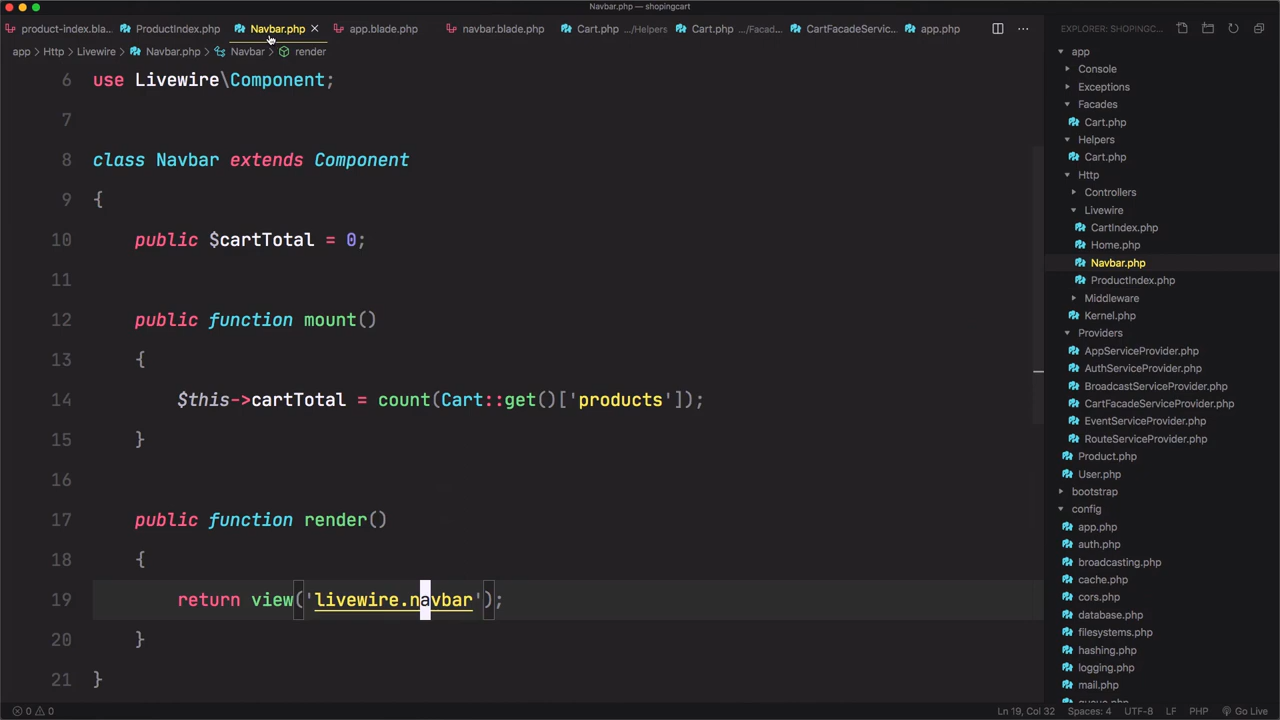 Navbar.php — shopingcart
product-index.bla...
ProductIndex.php
Navbar.php
app.blade.php
navbar.blade.php
Cart.php .../Helpers
Cart.php .../Facad...
CartFacadeServic...
app.php
EXPLORER: SHOPINGC...
app > Http > Livewire > Navbar.php > Navbar > render
6 use Livewire\Component;
7
8 class Navbar extends Component
9 {
10 public $cartTotal = 0;
11
12 public function mount()
13 {
14 $this->cartTotal = count(Cart::get()['products']);
15 }
16
17 public function render()
18 {
19 return view('livewire.navbar');
20 }
21 }
app
Console
Exceptions
Facades
Cart.php
Helpers
Cart.php
Http
Controllers
Livewire
CartIndex.php
Home.php
Navbar.php
ProductIndex.php
Middleware
Kernel.php
Providers
AppServiceProvider.php
AuthServiceProvider.php
BroadcastServiceProvider.php
CartFacadeServiceProvider.php
EventServiceProvider.php
RouteServiceProvider.php
Product.php
User.php
bootstrap
config
app.php
auth.php
broadcasting.php
cache.php
cors.php
database.php
filesystems.php
hashing.php
logging.php
mail.php
0 0
Ln 19, Col 32
Spaces: 4
UTF-8
LF
PHP
Go Live